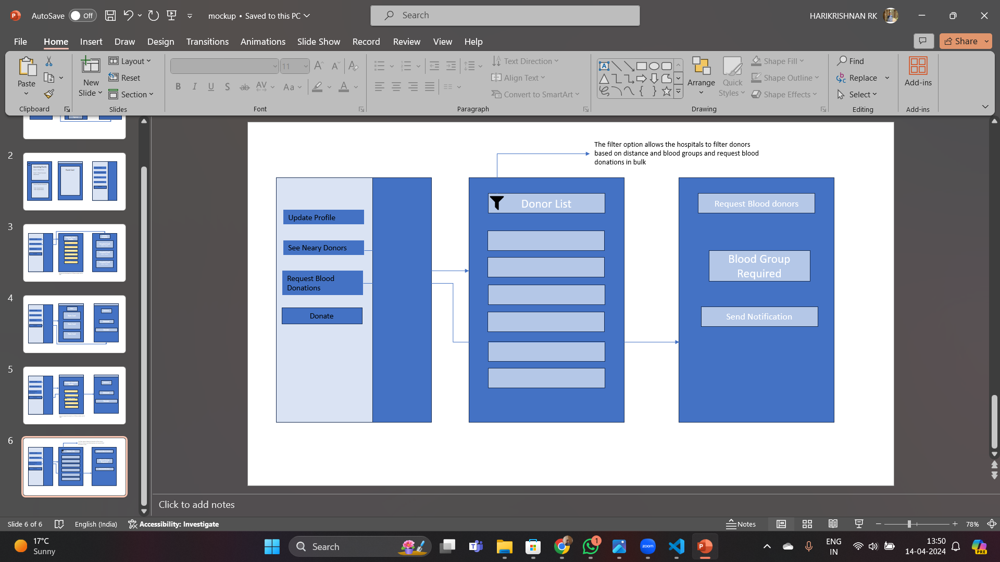 AutoSave Off mockup • Saved to this PC Search HARIKRISHNAN RK
File Home Insert Draw Design Transitions Animations Slide Show Record Review View Help Share
Paste
New
Slide
Layout
Reset
Section
11
Text Direction
Align Text
Convert to SmartArt
Arrange
Quick
Styles
Shape Fill
Shape Outline
Shape Effects
Find
Replace
Select
Add-ins
Clipboard Slides Font Paragraph Drawing Editing Add-ins
2
3
4
5
6
The filter option allows the hospitals to filter donors
based on distance and blood groups and request blood
donations in bulk
Update Profile
See Neary Donors
Request Blood
Donations
Donate
Donor List
Request Blood donors
Blood Group
Required
Send Notification
Click to add notes
Slide 6 of 6 English (India) Accessibility: Investigate Notes 78%
17°C
Sunny
Search
zoom
1
ENG
IN
13:50
14-04-2024
PRE